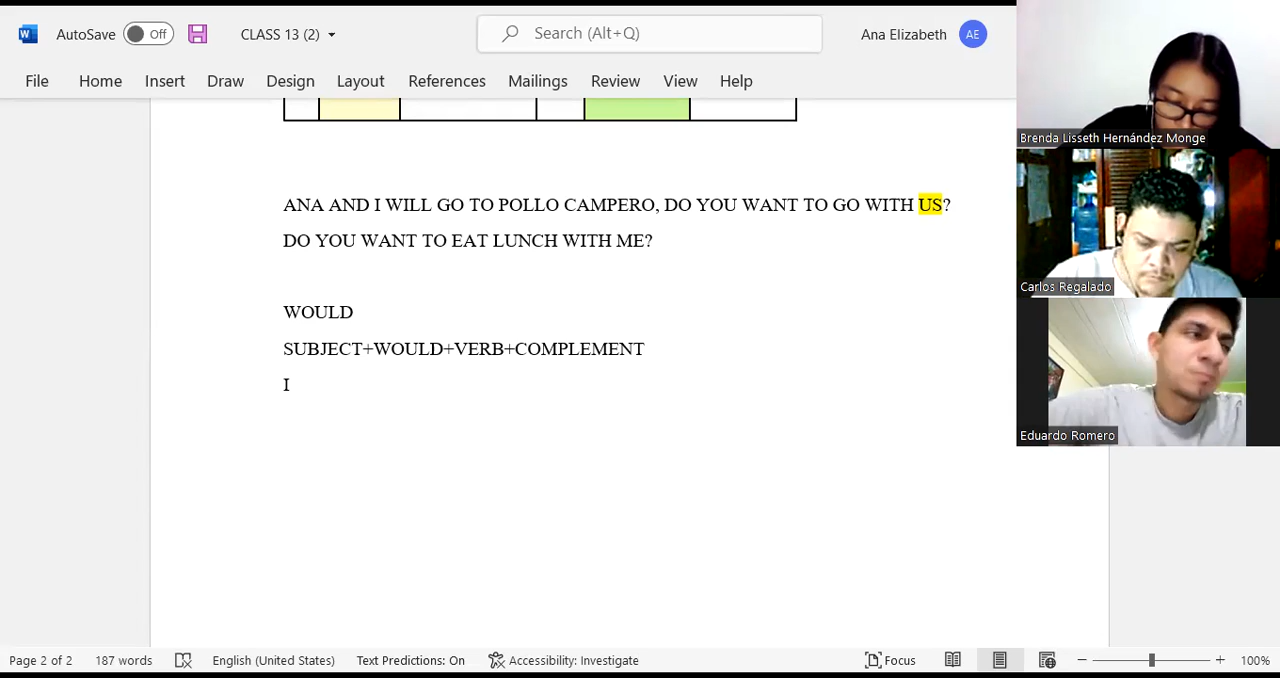 AutoSave Off CLASS 13 (2) Search (Alt+Q) Ana Elizabeth AE
File Home Insert Draw Design Layout References Mailings Review View Help
ANA AND I WILL GO TO POLLO CAMPERO, DO YOU WANT TO GO WITH US?
DO YOU WANT TO EAT LUNCH WITH ME?
WOULD
SUBJECT+WOULD+VERB+COMPLEMENT
I
Brenda Lisseth Hernández Monge
Carlos Regalado
Eduardo Romero
Page 2 of 2 187 words English (United States) Text Predictions: On Accessibility: Investigate Focus 100%